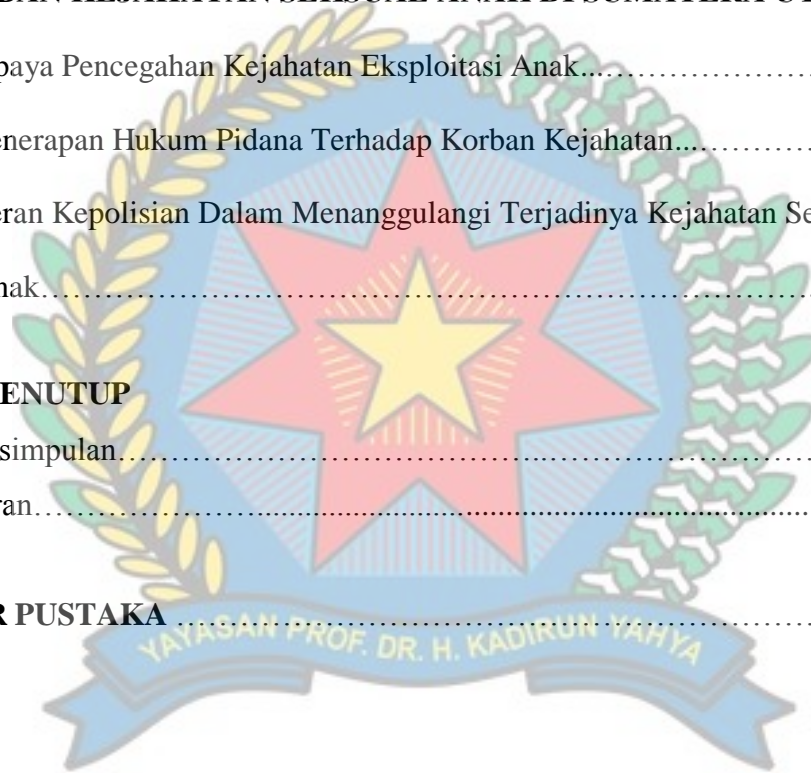 DAN KEJAHATAN SEKSUAL ANAK DI SUMATERA U
paya Pencegahan Kejahatan Eksploitasi Anak...……………………
enerapan Hukum Pidana Terhadap Korban Kejahatan...…………
eran Kepolisian Dalam Menanggulangi Terjadinya Kejahatan Se
nak…………………………………………………………………
ENUTUP
simpulan……………………………………………………………
ran……........................................................................................
R PUSTAKA ………………………………………………………
YAYASAN PROF. DR. H. KADIRUN YAHYA